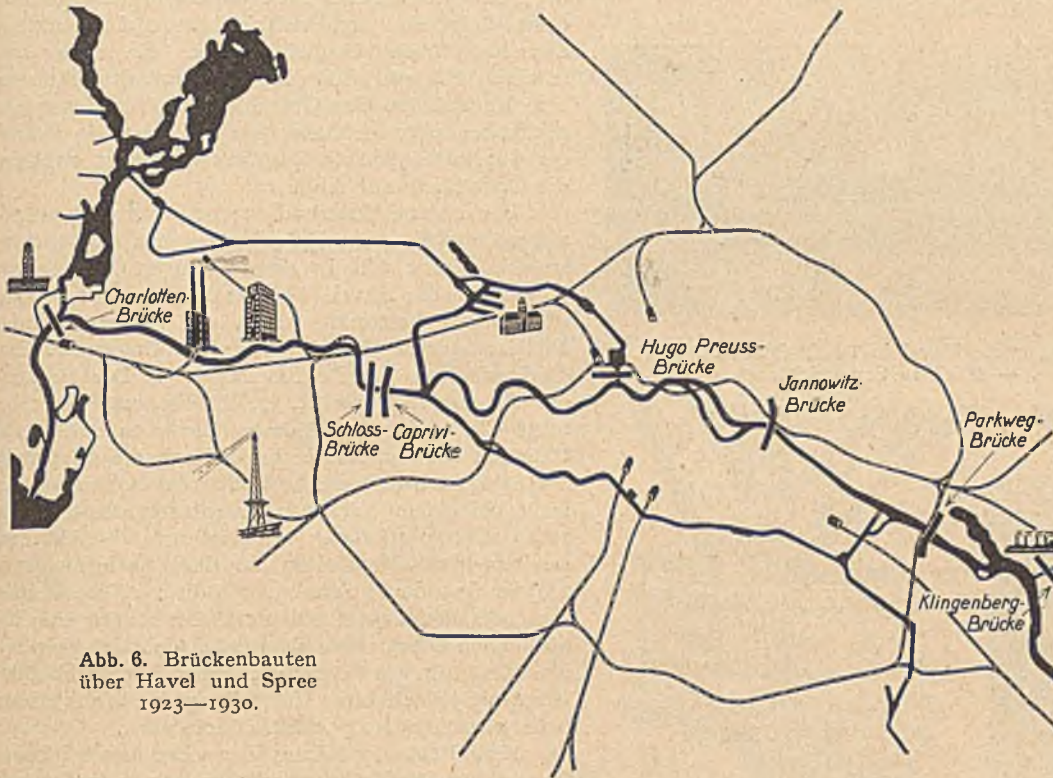 Charlotten-
Brücke
Hugo Preuss-
Brücke
Jannowitz-
Brücke
Schloss-
Brücke
Caprivi-
Brücke
Parkweg-
Brücke
Klingenberg-
Brücke
Abb. 6. Brückenbauten
über Havel und Spree
1923—1930.